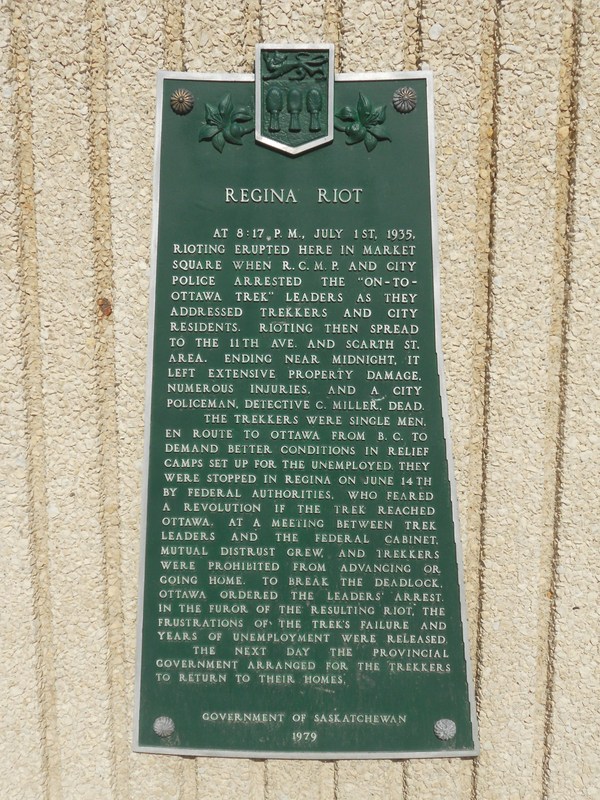 REGINA RIOT
AT 8:17 P.M., JULY 1ST, 1935,
RIOTING ERUPTED HERE IN MARKET
SQUARE WHEN R.C.M.P. AND CITY
POLICE ARRESTED THE "ON-TO-
OTTAWA TREK" LEADERS AS THEY
ADDRESSED TREKKERS AND CITY
RESIDENTS. RIOTING THEN SPREAD
TO THE 11TH AVE. AND SCARTH ST.
AREA. ENDING NEAR MIDNIGHT, IT
LEFT EXTENSIVE PROPERTY DAMAGE,
NUMEROUS INJURIES, AND A CITY
POLICEMAN, DETECTIVE C. MILLER, DEAD.
THE TREKKERS WERE SINGLE MEN,
EN ROUTE TO OTTAWA FROM B.C. TO
DEMAND BETTER CONDITIONS IN RELIEF
CAMPS SET UP FOR THE UNEMPLOYED. THEY
WERE STOPPED IN REGINA ON JUNE 14TH
BY FEDERAL AUTHORITIES, WHO FEARED
A REVOLUTION IF THE TREK REACHED
OTTAWA. AT A MEETING BETWEEN TREK
LEADERS AND THE FEDERAL CABINET,
MUTUAL DISTRUST GREW, AND TREKKERS
WERE PROHIBITED FROM ADVANCING OR
GOING HOME. TO BREAK THE DEADLOCK,
OTTAWA ORDERED THE LEADERS' ARREST.
IN THE FUROR OF THE RESULTING RIOT, THE
FRUSTRATIONS OF THE TREK'S FAILURE AND
YEARS OF UNEMPLOYMENT WERE RELEASED.
THE NEXT DAY THE PROVINCIAL
GOVERNMENT ARRANGED FOR THE TREKKERS
TO RETURN TO THEIR HOMES.
GOVERNMENT OF SASKATCHEWAN
1979